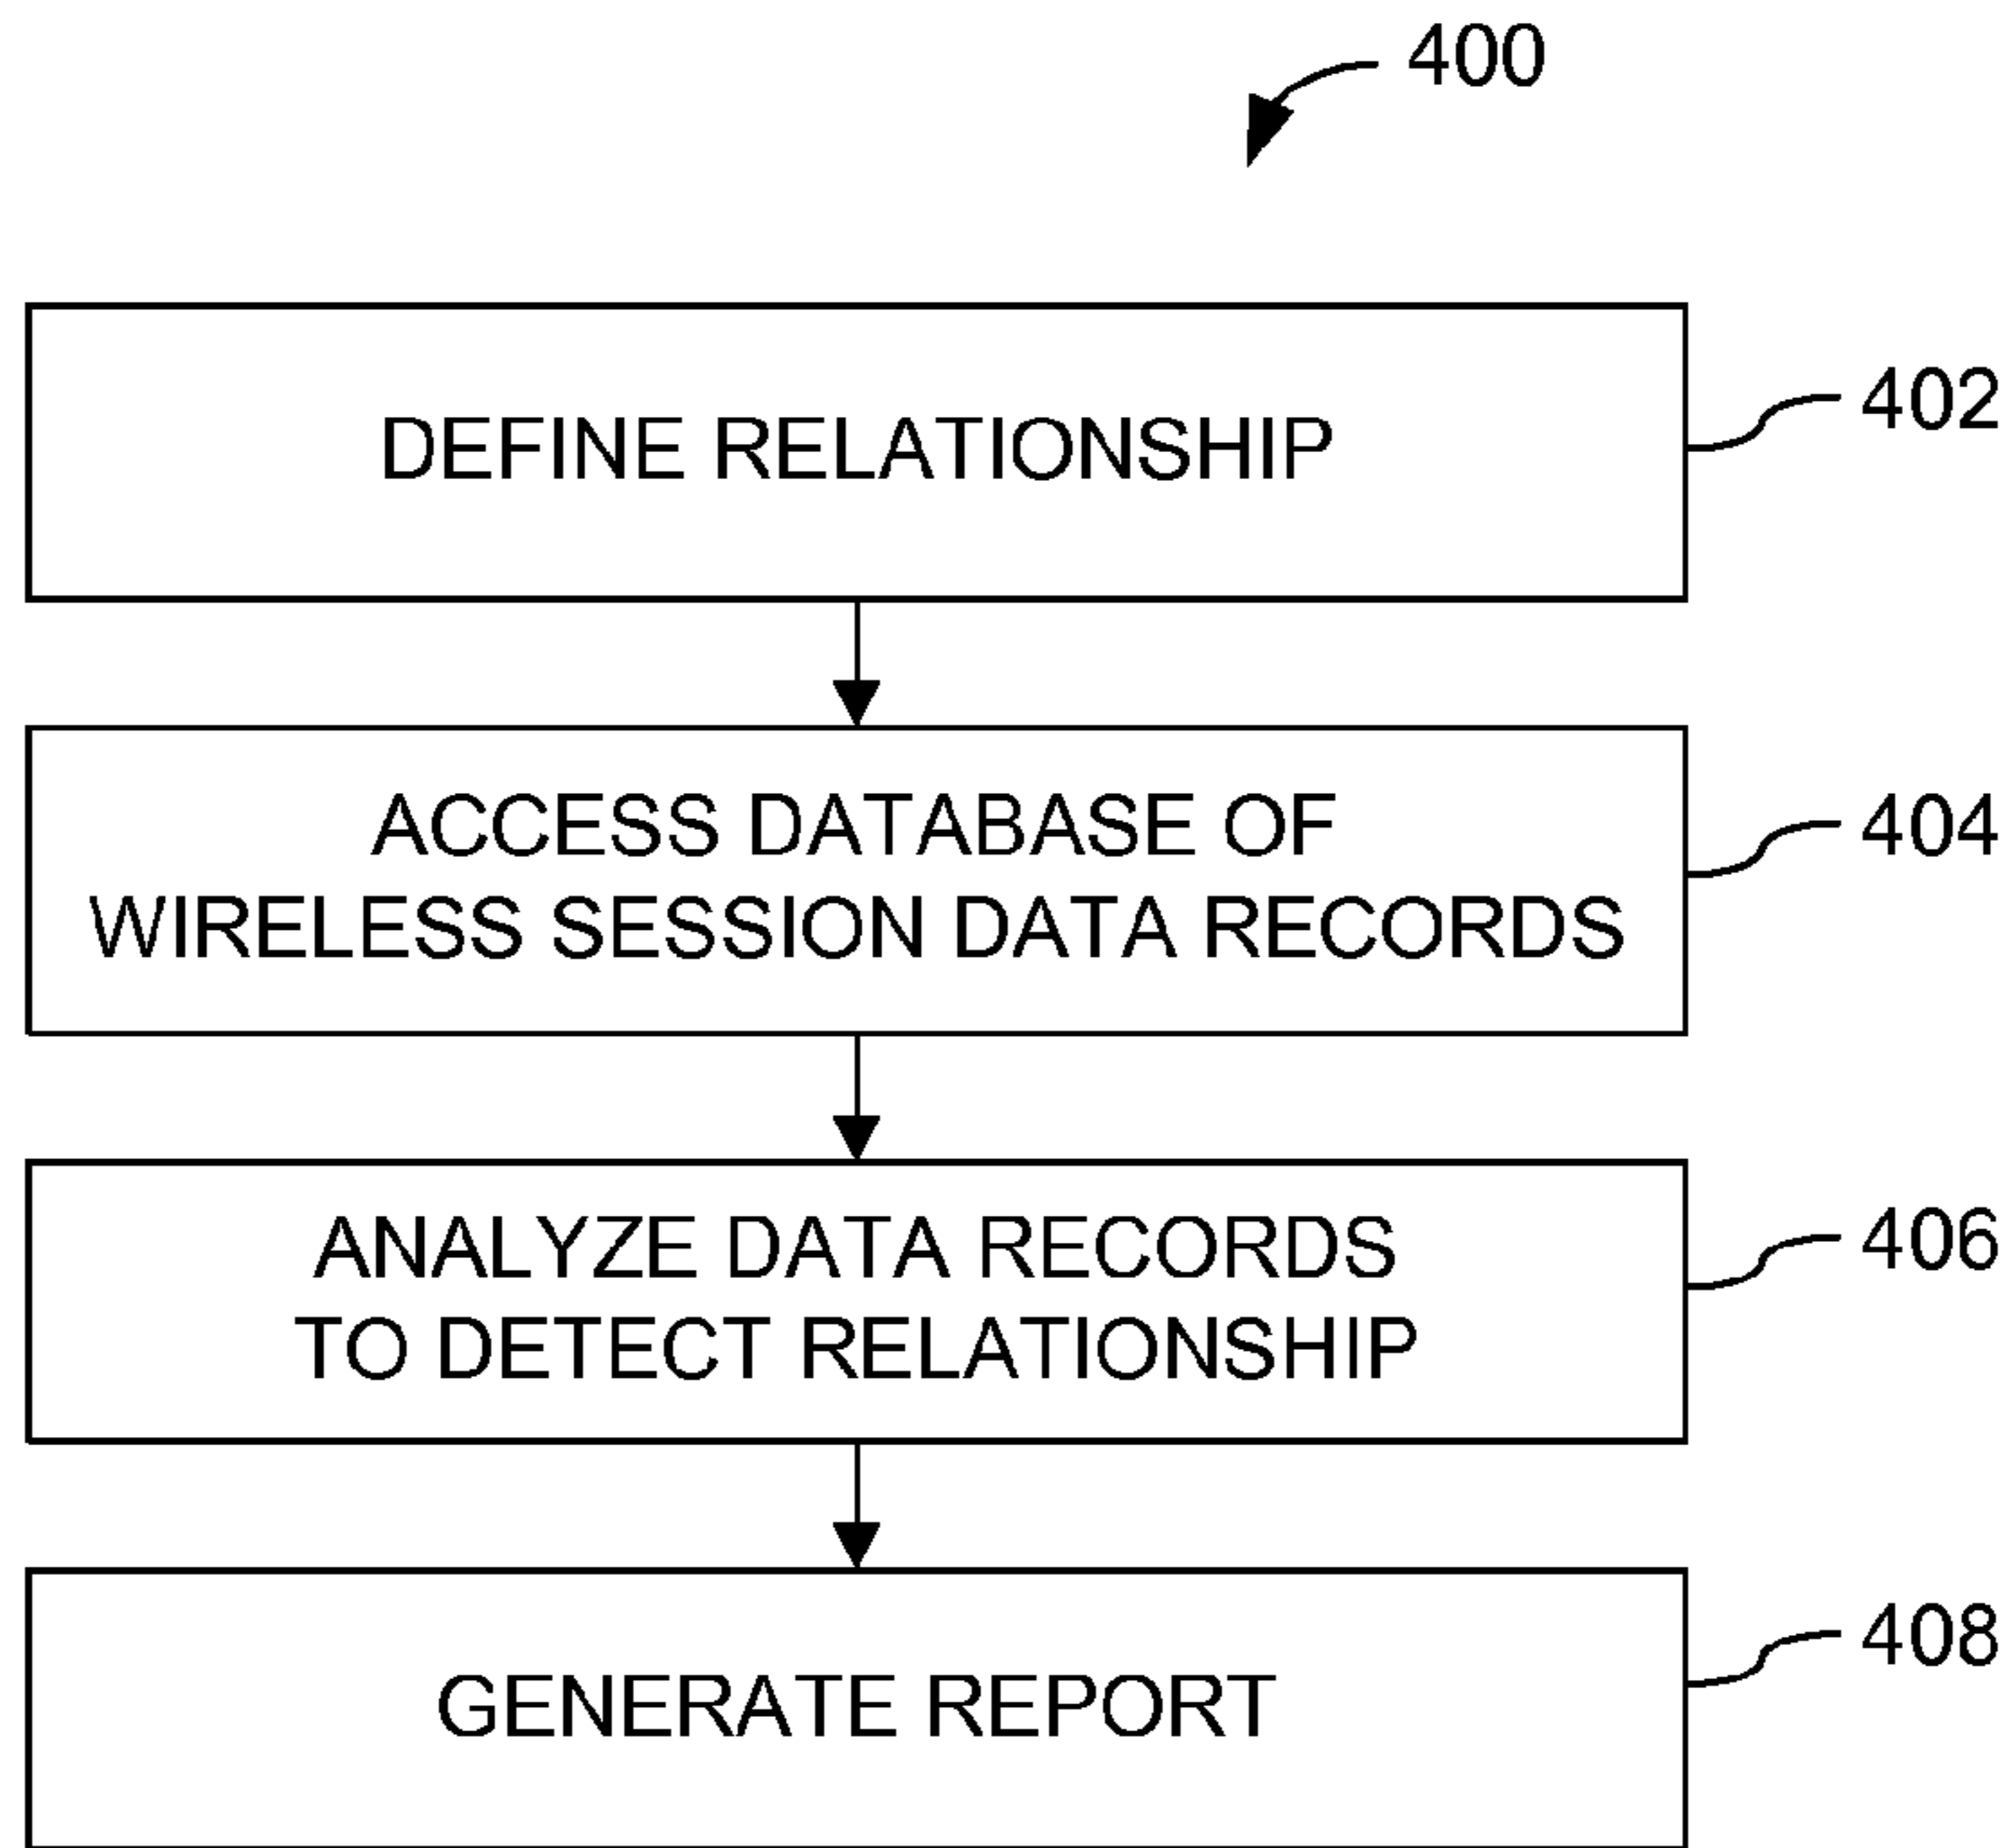 400
DEFINE RELATIONSHIP
402
ACCESS DATABASE OF
WIRELESS SESSION DATA RECORDS
404
ANALYZE DATA RECORDS
TO DETECT RELATIONSHIP
406
GENERATE REPORT
408